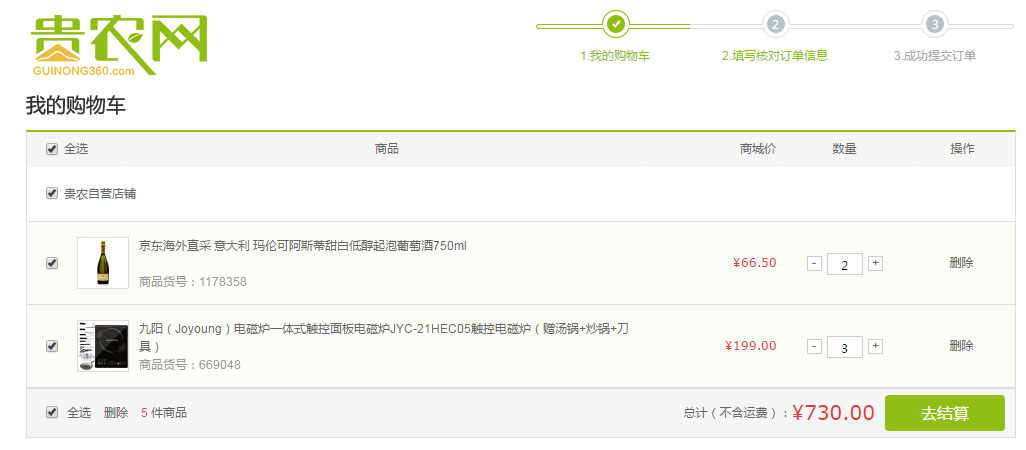 贵农网
GUINONG360.com
2
3
1.我的购物车
2.填写核对订单信息
3.成功提交订单
我的购物车
全选 商品 商城价 数量 操作
贵农自营店铺
京东海外直采 意大利 玛伦可阿斯蒂甜白低醇起泡葡萄酒750ml
商品货号：1178358
¥66.50 - 2 + 删除
九阳（Joyoung）电磁炉一体式触控面板电磁炉JYC-21HEC05触控电磁炉（赠汤锅+炒锅+刀
具）
商品货号：669048
¥199.00 - 3 + 删除
全选 删除 5 件商品 总计（不含运费）：¥730.00 去结算